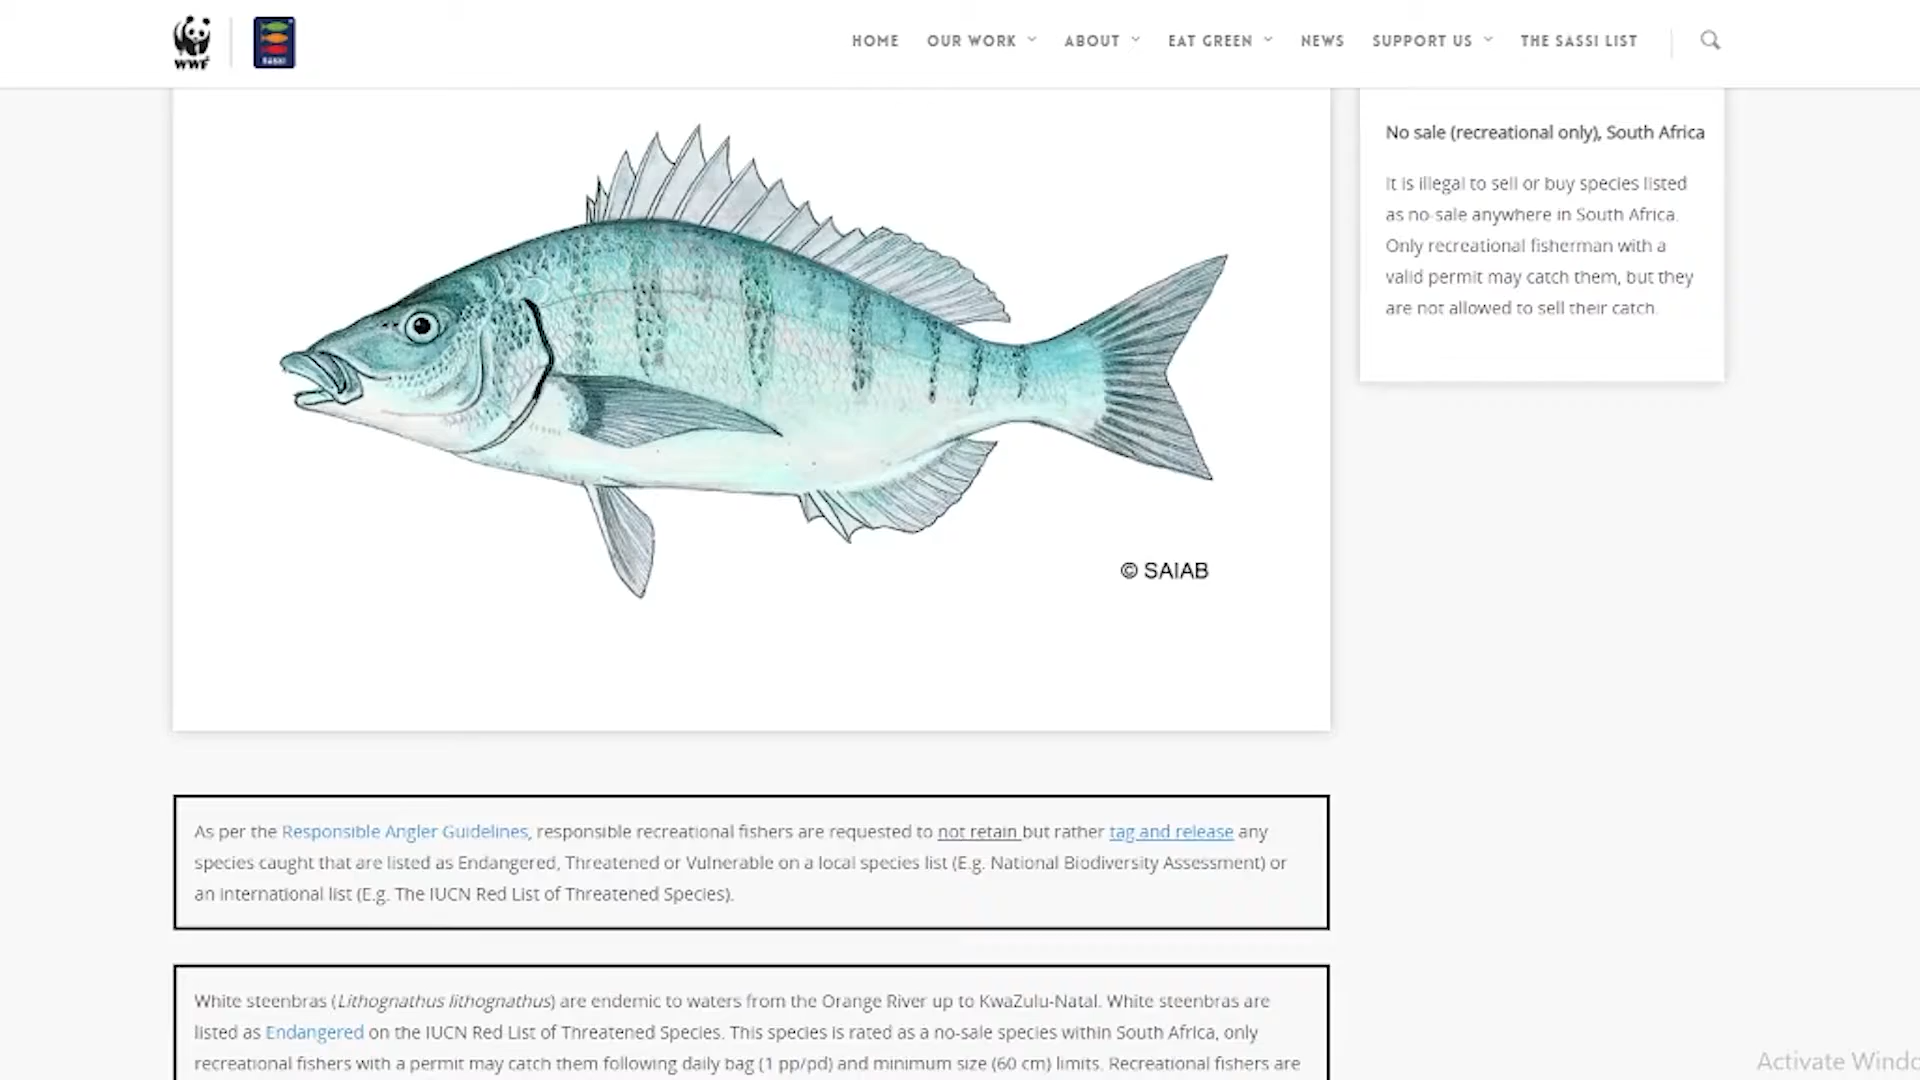 WWF
SASSI
HOME OUR WORK ABOUT EAT GREEN NEWS SUPPORT US THE SASSI LIST
No sale (recreational only), South Africa
It is illegal to sell or buy species listed
as no-sale anywhere in South Africa.
Only recreational fisherman with a
valid permit may catch them, but they
are not allowed to sell their catch.
© SAIAB
As per the Responsible Angler Guidelines, responsible recreational fishers are requested to not retain but rather tag and release any
species caught that are listed as Endangered, Threatened or Vulnerable on a local species list (E.g. National Biodiversity Assessment) or
an international list (E.g. The IUCN Red List of Threatened Species).
White steenbras (Lithognathus lithognathus) are endemic to waters from the Orange River up to KwaZulu-Natal. White steenbras are
listed as Endangered on the IUCN Red List of Threatened Species. This species is rated as a no-sale species within South Africa, only
recreational fishers with a permit may catch them following daily bag (1 pp/pd) and minimum size (60 cm) limits. Recreational fishers are
Activate Windo